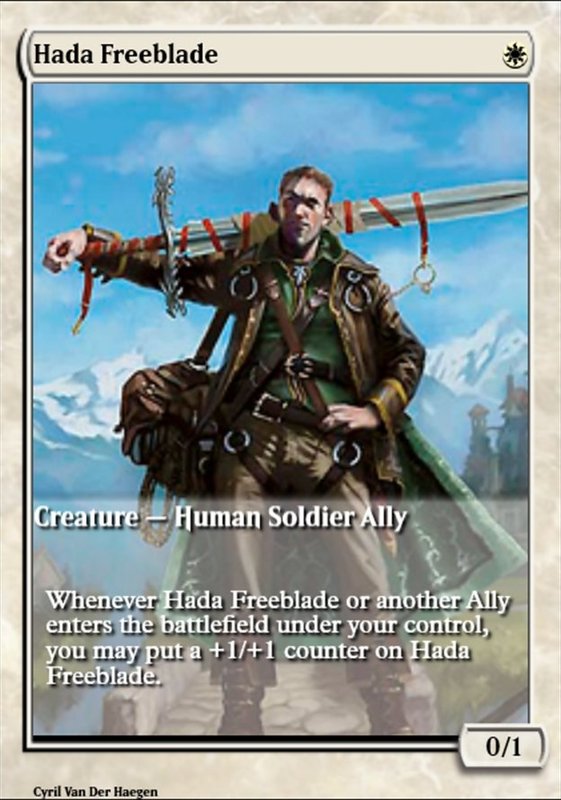 Hada Freeblade
Creature — Human Soldier Ally
Whenever Hada Freeblade or another Ally
enters the battlefield under your control,
you may put a +1/+1 counter on Hada
Freeblade.
0/1
Cyril Van Der Haegen